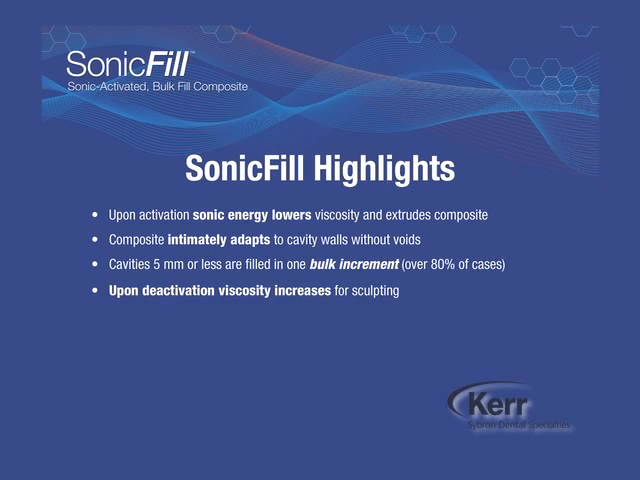 SonicFill™
Sonic-Activated, Bulk Fill Composite
SonicFill Highlights
• Upon activation sonic energy lowers viscosity and extrudes composite
• Composite intimately adapts to cavity walls without voids
• Cavities 5 mm or less are filled in one bulk increment (over 80% of cases)
• Upon deactivation viscosity increases for sculpting
Kerr
Sybron Dental Specialties